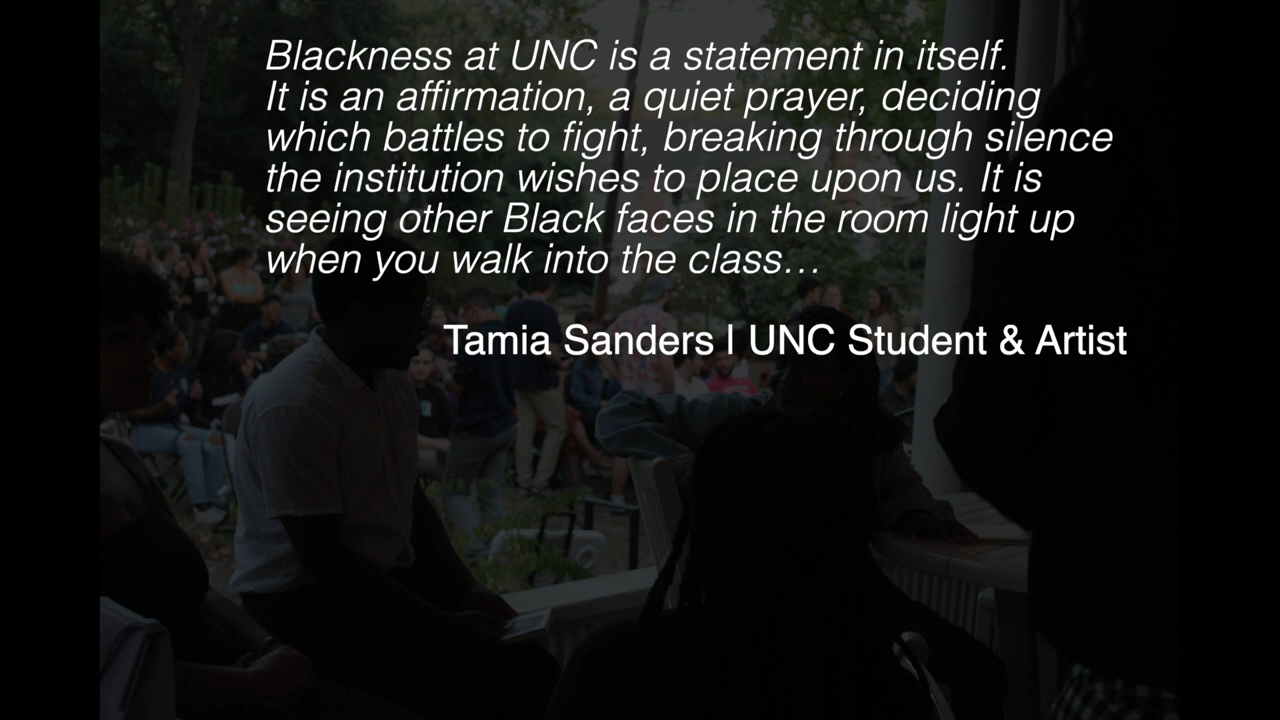 Blackness at UNC is a statement in itself.
It is an affirmation, a quiet prayer, deciding
which battles to fight, breaking through silence
the institution wishes to place upon us. It is
seeing other Black faces in the room light up
when you walk into the class…
Tamia Sanders | UNC Student & Artist